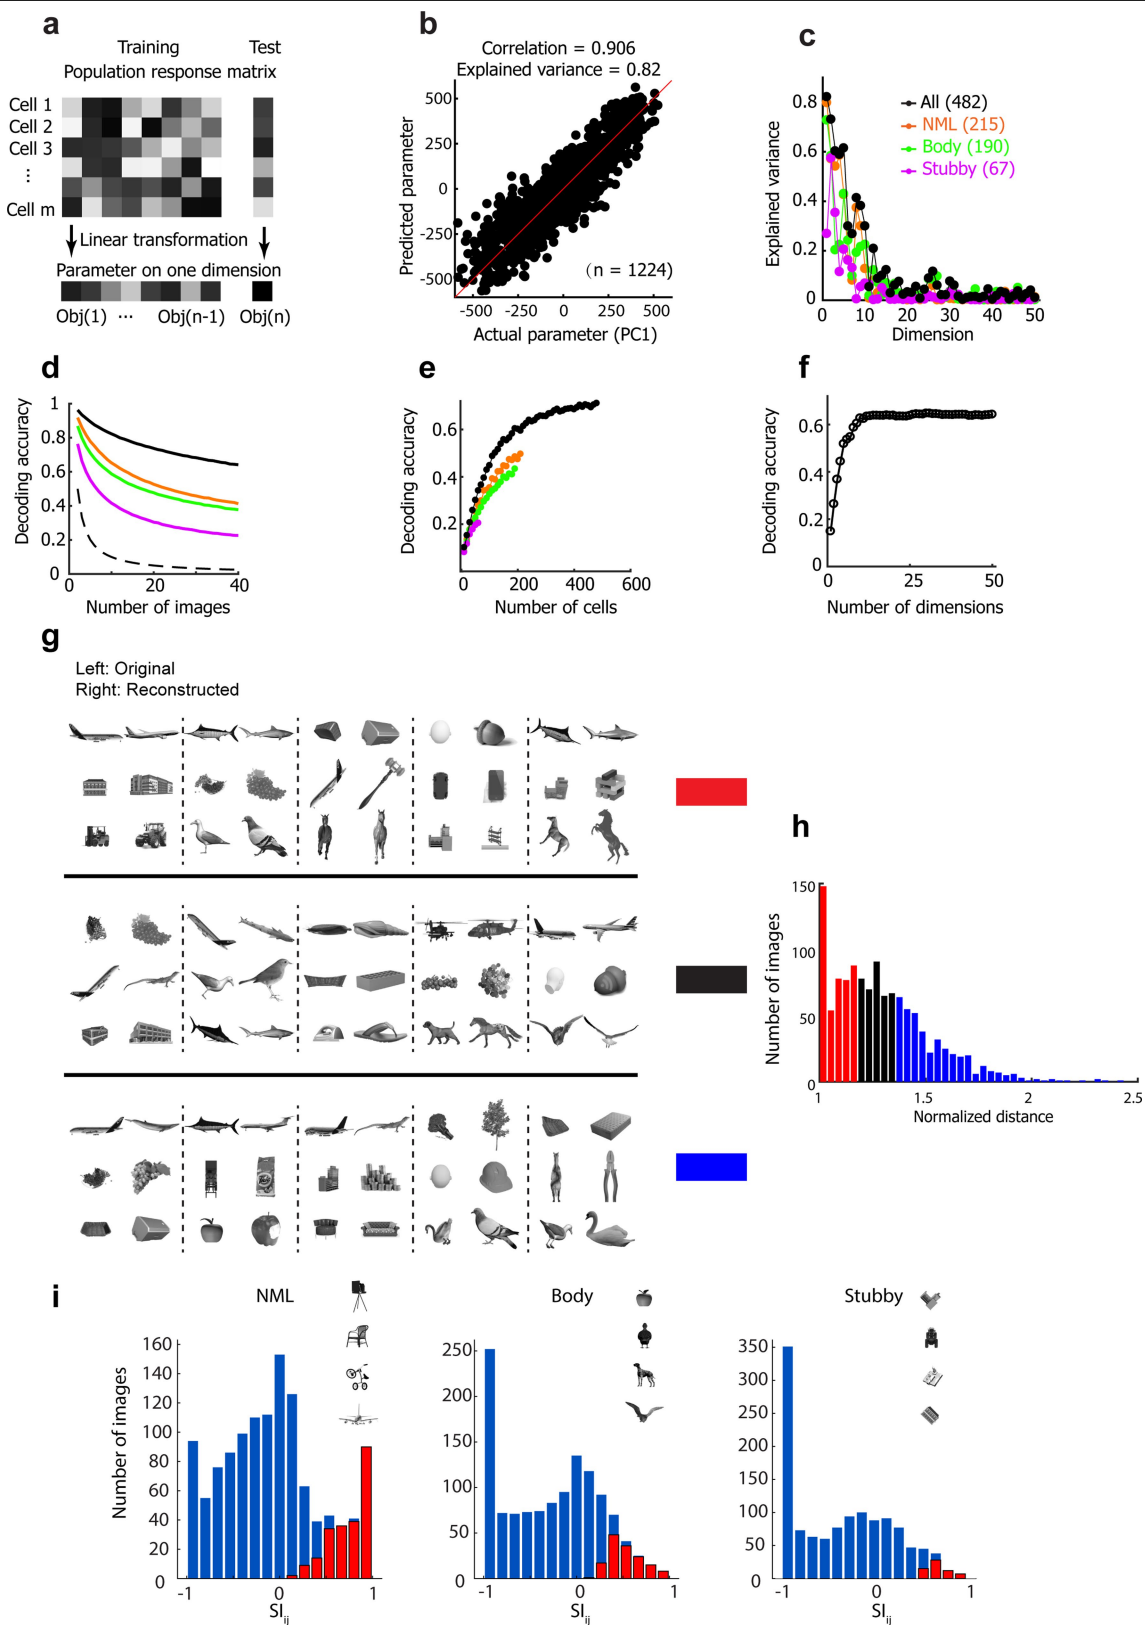 a
Training
Test
Population response matrix
Cell 1
Cell 2
Cell 3
...
Cell m
Linear transformation
Parameter on one dimension
Obj(1) ... Obj(n-1) Obj(n)
b
Correlation = 0.906
Explained variance = 0.82
Predicted parameter
500
250
0
-250
-500
(n = 1224)
-500 -250 0 250 500
Actual parameter (PC1)
c
Explained variance
0.8
0.6
0.4
0.2
0
All (482)
NML (215)
Body (190)
Stubby (67)
0 10 20 30 40 50
Dimension
d
Decoding accuracy
1
0.8
0.6
0.4
0.2
0
0 20 40
Number of images
e
Decoding accuracy
0.6
0.4
0.2
0 200 400 600
Number of cells
f
Decoding accuracy
0.6
0.4
0.2
0
0 25 50
Number of dimensions
g
Left: Original
Right: Reconstructed
h
Number of images
150
100
50
0
1 1.5 2 2.5
Normalized distance
i
NML
Number of images
160
140
120
100
80
60
40
20
0
-1 0 1
SIij
Body
250
200
150
100
50
0
-1 0 1
SIij
Stubby
350
300
250
200
150
100
50
0
-1 0 1
SIij